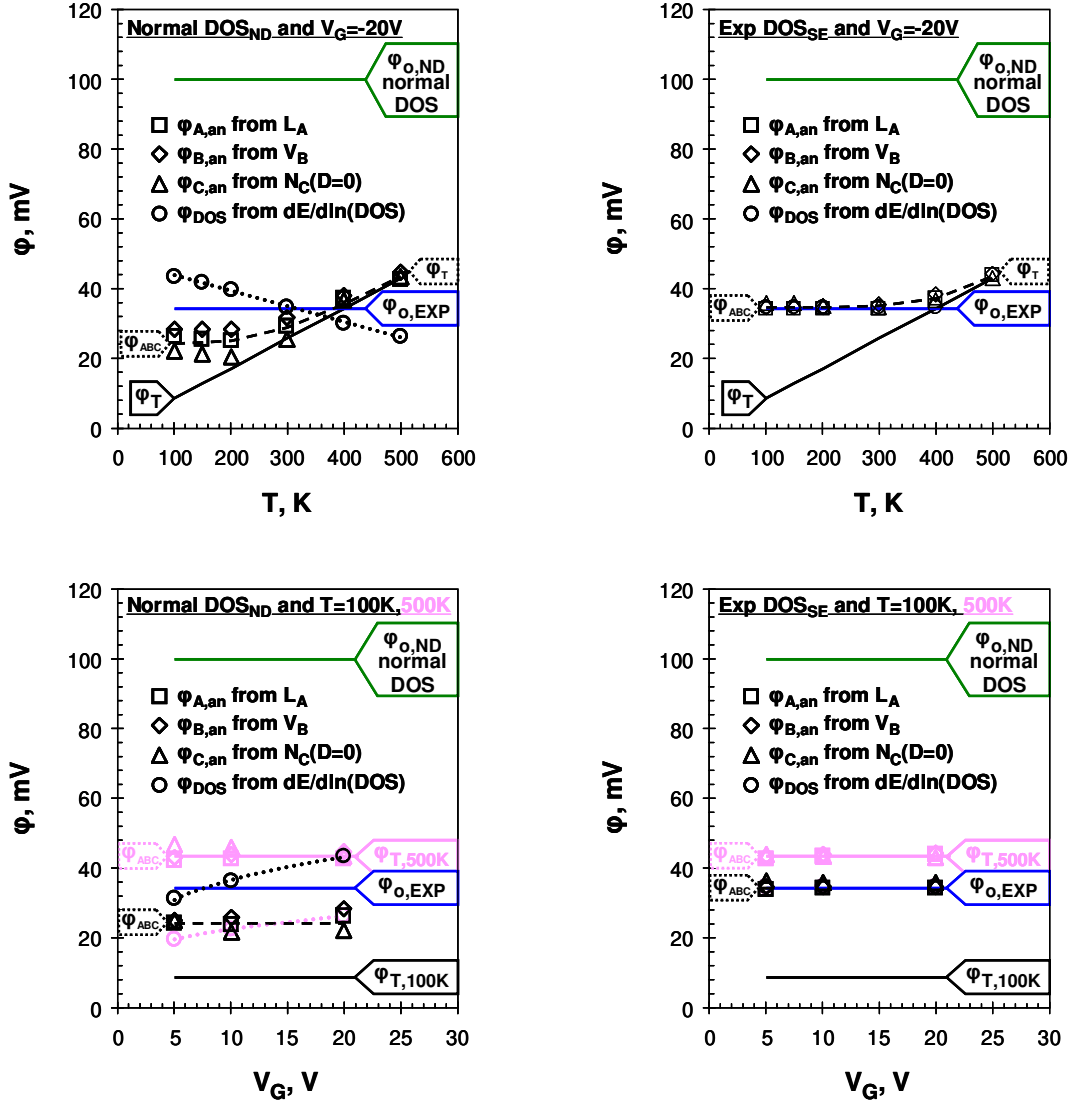 Normal DOS_ND and V_G=-20V
φ_o,ND
normal
DOS
φ_A,an from L_A
φ_B,an from V_B
φ_C,an from N_C(D=0)
φ_DOS from dE/dln(DOS)
φ_T
φ_o,EXP
φ_ABC
φ_T
120
100
80
60
40
20
0
φ, mV
0 100 200 300 400 500 600
T, K
Exp DOS_SE and V_G=-20V
φ_o,ND
normal
DOS
φ_A,an from L_A
φ_B,an from V_B
φ_C,an from N_C(D=0)
φ_DOS from dE/dln(DOS)
φ_T
φ_o,EXP
φ_ABC
φ_T
120
100
80
60
40
20
0
φ, mV
0 100 200 300 400 500 600
T, K
Normal DOS_ND and T=100K, 500K
φ_o,ND
normal
DOS
φ_A,an from L_A
φ_B,an from V_B
φ_C,an from N_C(D=0)
φ_DOS from dE/dln(DOS)
φ_ABC
φ_T,500K
φ_o,EXP
φ_ABC
φ_T,100K
120
100
80
60
40
20
0
φ, mV
0 5 10 15 20 25 30
V_G, V
Exp DOS_SE and T=100K, 500K
φ_o,ND
normal
DOS
φ_A,an from L_A
φ_B,an from V_B
φ_C,an from N_C(D=0)
φ_DOS from dE/dln(DOS)
φ_ABC
φ_T,500K
φ_o,EXP
φ_ABC
φ_T,100K
120
100
80
60
40
20
0
φ, mV
0 5 10 15 20 25 30
V_G, V